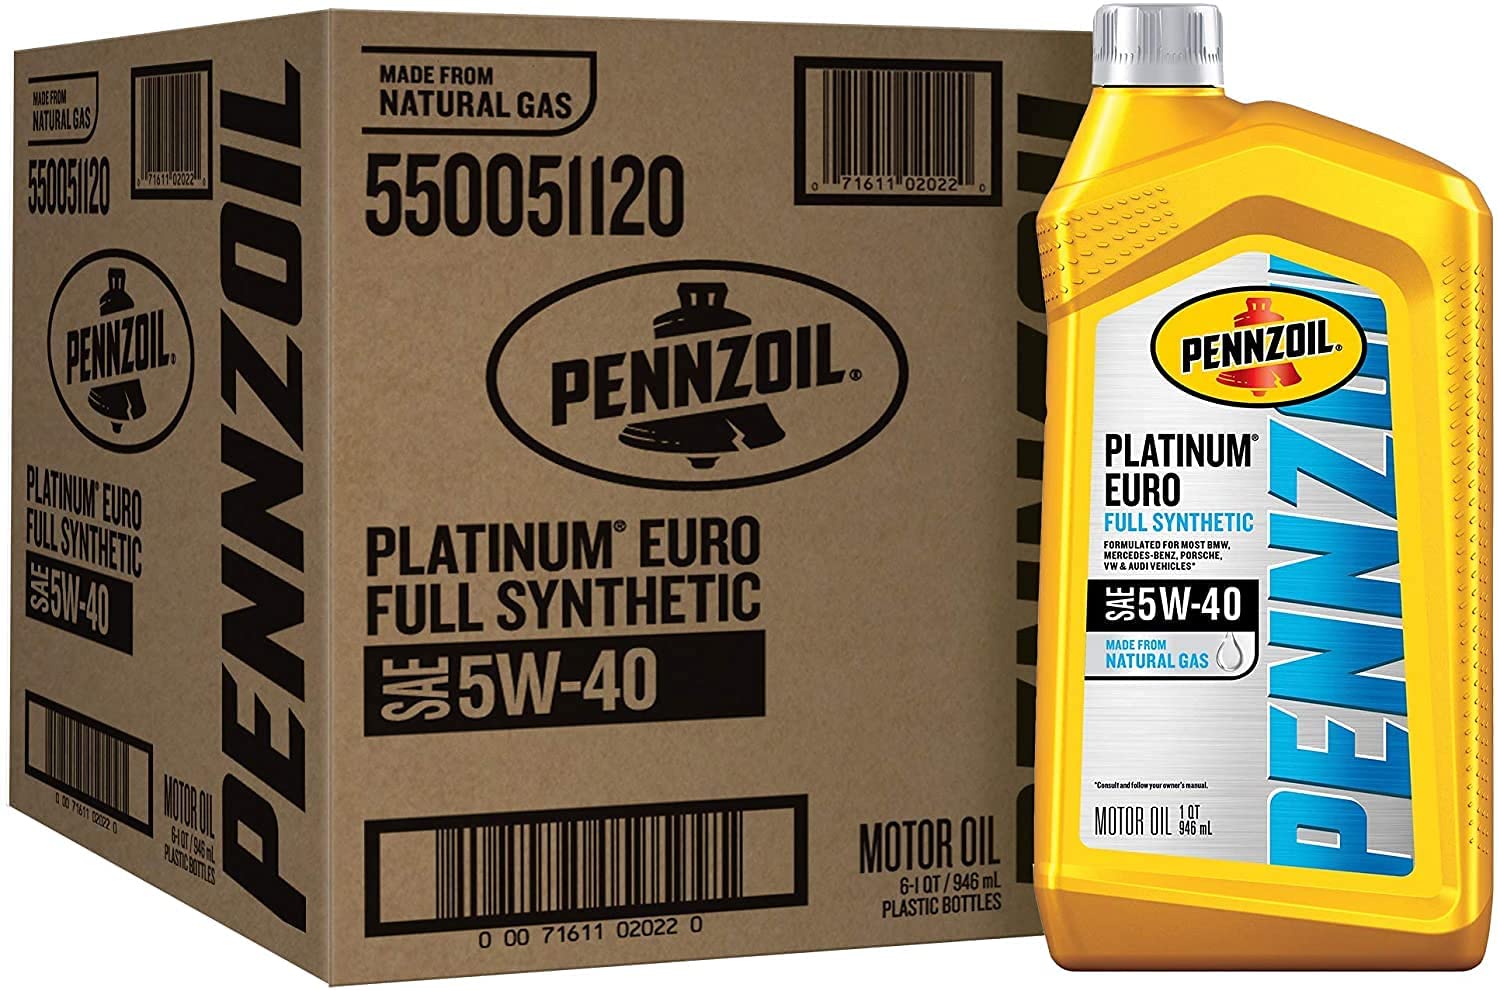 MADE FROM
NATURAL GAS
550051120
0 71611 02022 0
PENNZOIL®
PLATINUM® EURO
FULL SYNTHETIC
SAE 5W-40
0 00 71611 02022 0
MOTOR OIL
6-1 QT / 946 mL
PLASTIC BOTTLES
PENNZOIL
MADE FROM
NATURAL GAS
550051120
0 71611 02022 0
PENNZOIL®
PLATINUM® EURO
FULL SYNTHETIC
SAE 5W-40
0 00 71611 02022 0
MOTOR OIL
6-1 QT / 946 mL
PLASTIC BOTTLES
PENNZOIL®
PLATINUM®
EURO
FULL SYNTHETIC
FORMULATED FOR MOST BMW,
MERCEDES-BENZ, PORSCHE,
VW & AUDI VEHICLES*
SAE 5W-40
MADE FROM
NATURAL GAS
*Consult and follow your owner's manual.
MOTOR OIL 1 QT
946 mL
PENNZOIL